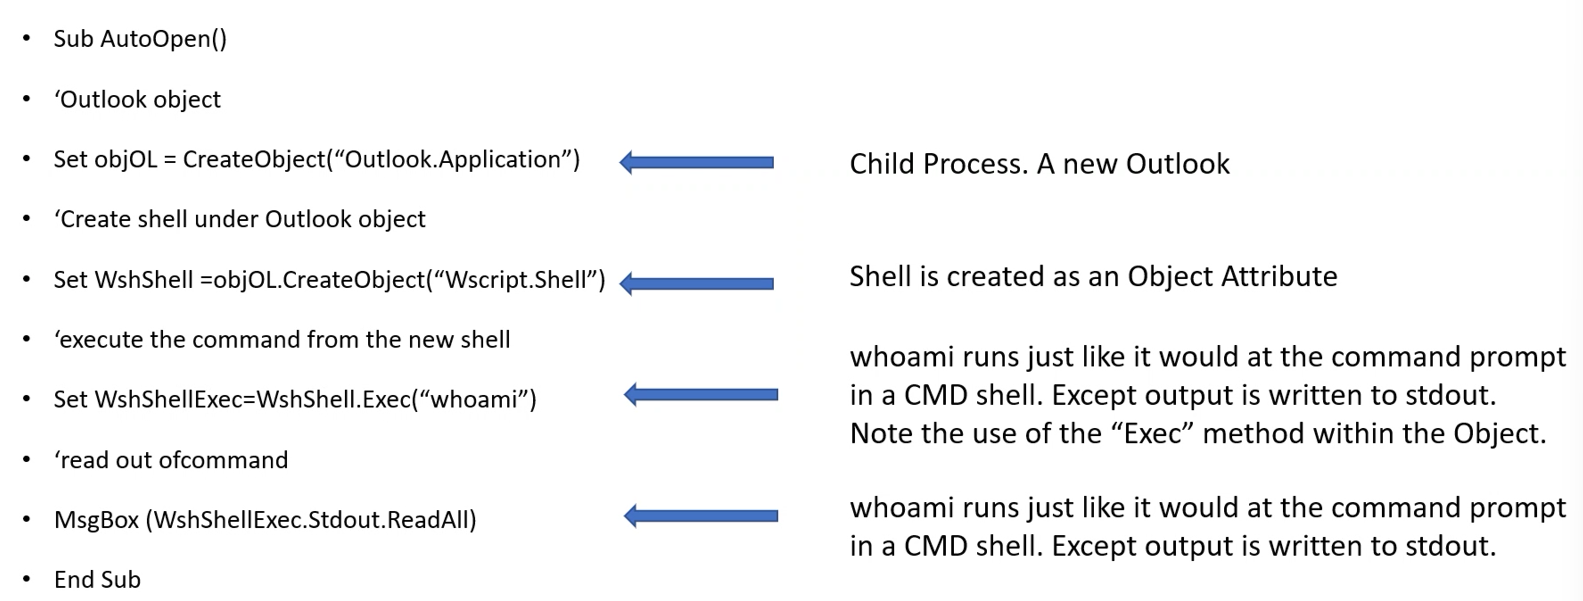 • Sub AutoOpen()
• ‘Outlook object
• Set objOL = CreateObject(“Outlook.Application”)
Child Process. A new Outlook
• ‘Create shell under Outlook object
• Set WshShell =objOL.CreateObject(“Wscript.Shell”)
Shell is created as an Object Attribute
• ‘execute the command from the new shell
• Set WshShellExec=WshShell.Exec(“whoami”)
whoami runs just like it would at the command prompt
in a CMD shell. Except output is written to stdout.
Note the use of the “Exec” method within the Object.
• ‘read out ofcommand
• MsgBox (WshShellExec.Stdout.ReadAll)
whoami runs just like it would at the command prompt
in a CMD shell. Except output is written to stdout.
• End Sub